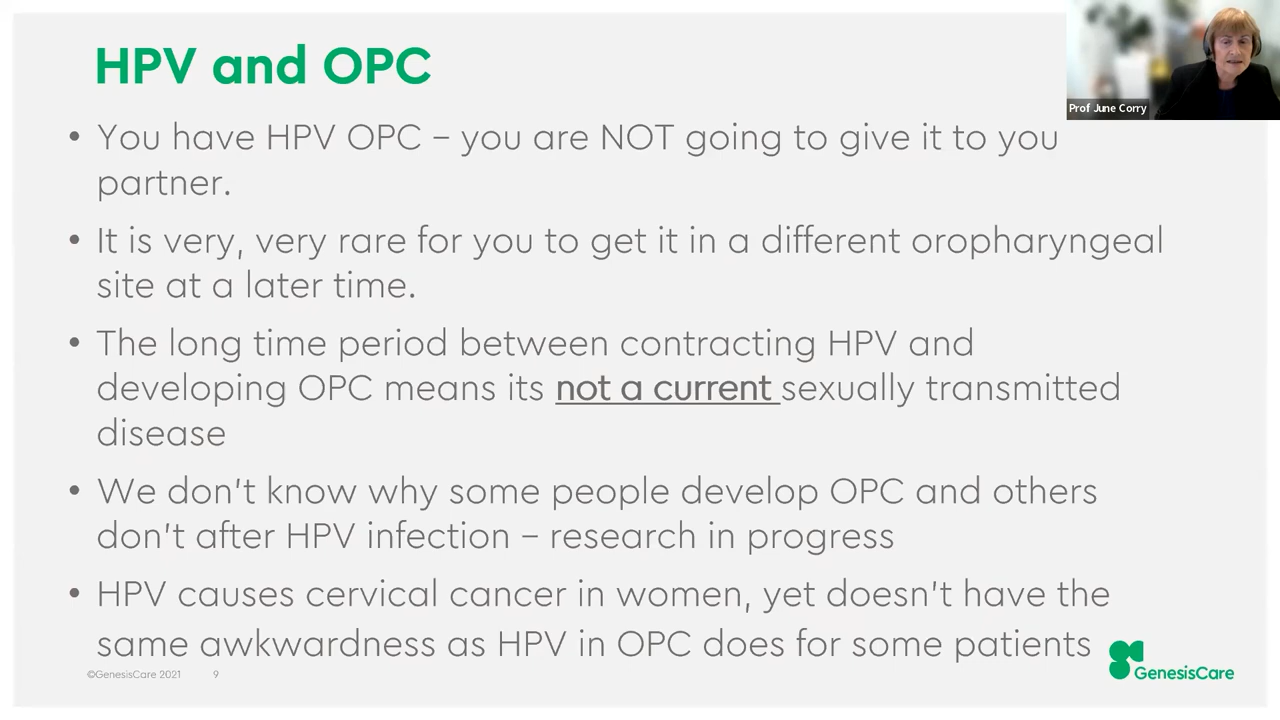 HPV and OPC
Prof June Corry
• You have HPV OPC – you are NOT going to give it to you
partner.
• It is very, very rare for you to get it in a different oropharyngeal
site at a later time.
• The long time period between contracting HPV and
developing OPC means its not a current sexually transmitted
disease
• We don't know why some people develop OPC and others
don't after HPV infection – research in progress
• HPV causes cervical cancer in women, yet doesn't have the
same awkwardness as HPV in OPC does for some patients
©GenesisCare 2021 9
GenesisCare